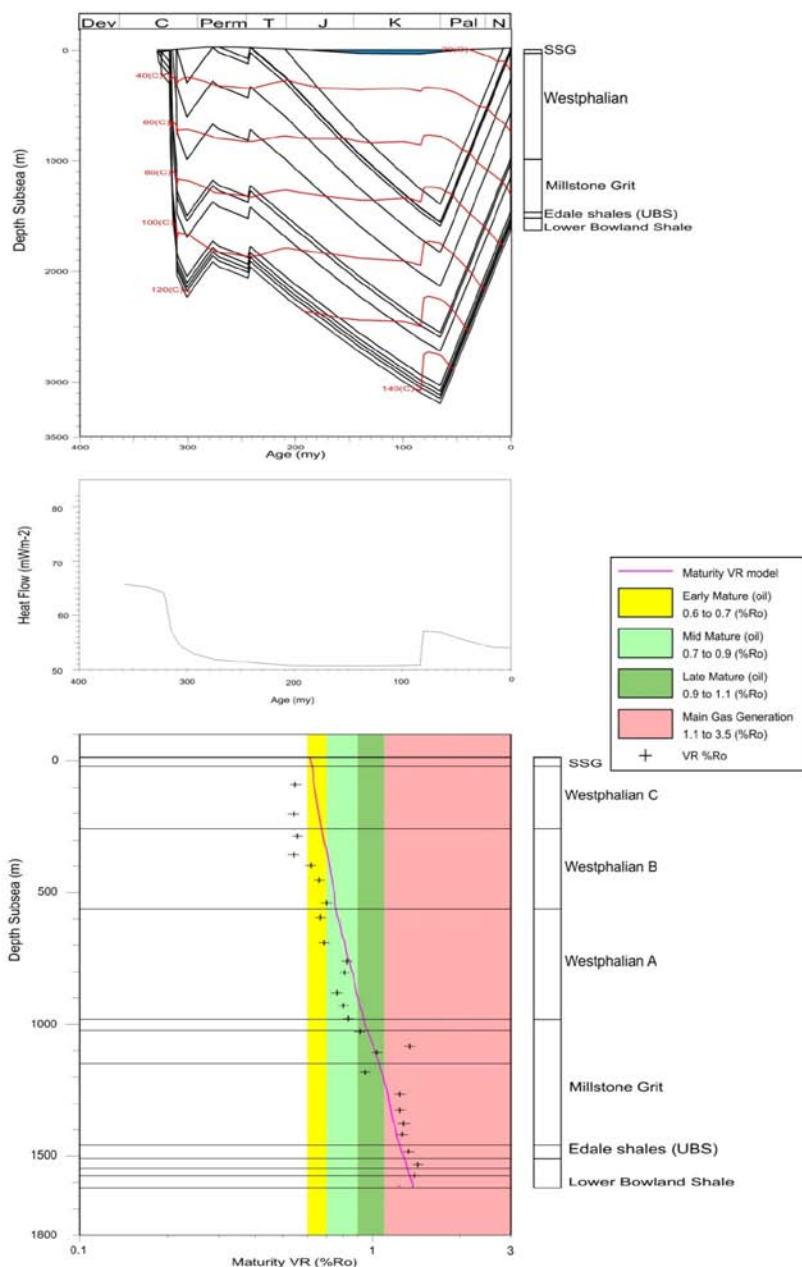 Dev C Perm T J K Pal N
0
1000
2000
3000
3500
Depth Subsea (m)
40(C)
60(C)
80(C)
100(C)
120(C)
140(C)
400 300 200 100 0
Age (my)
SSG
Westphalian
Millstone Grit
Edale shales (UBS)
Lower Bowland Shale
80
70
60
50
Heat Flow (mWm-2)
400 300 200 100 0
Age (my)
Maturity VR model
Early Mature (oil)
0.6 to 0.7 (%Ro)
Mid Mature (oil)
0.7 to 0.9 (%Ro)
Late Mature (oil)
0.9 to 1.1 (%Ro)
Main Gas Generation
1.1 to 3.5 (%Ro)
VR %Ro
0
500
1000
1500
1800
Depth Subsea (m)
0.1 1 3
Maturity VR (%Ro)
SSG
Westphalian C
Westphalian B
Westphalian A
Millstone Grit
Edale shales (UBS)
Lower Bowland Shale